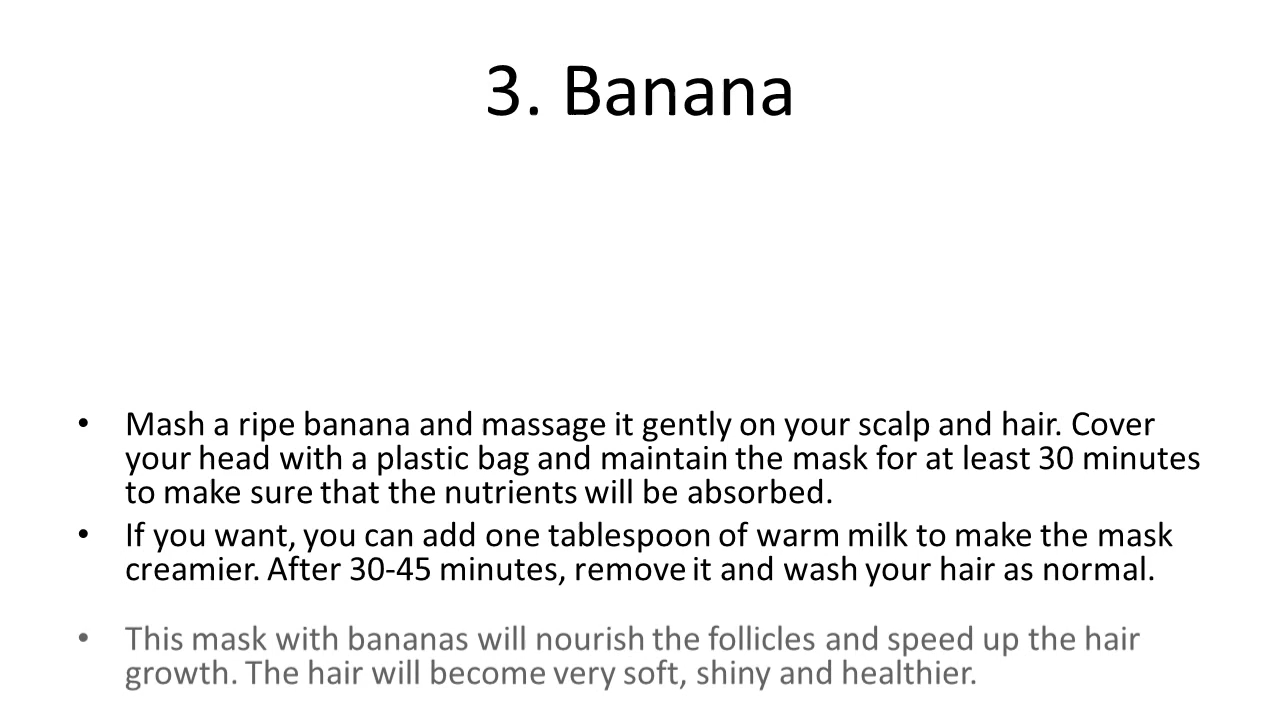 3. Banana
• Mash a ripe banana and massage it gently on your scalp and hair. Cover
your head with a plastic bag and maintain the mask for at least 30 minutes
to make sure that the nutrients will be absorbed.
• If you want, you can add one tablespoon of warm milk to make the mask
creamier. After 30-45 minutes, remove it and wash your hair as normal.
• This mask with bananas will nourish the follicles and speed up the hair
growth. The hair will become very soft, shiny and healthier.